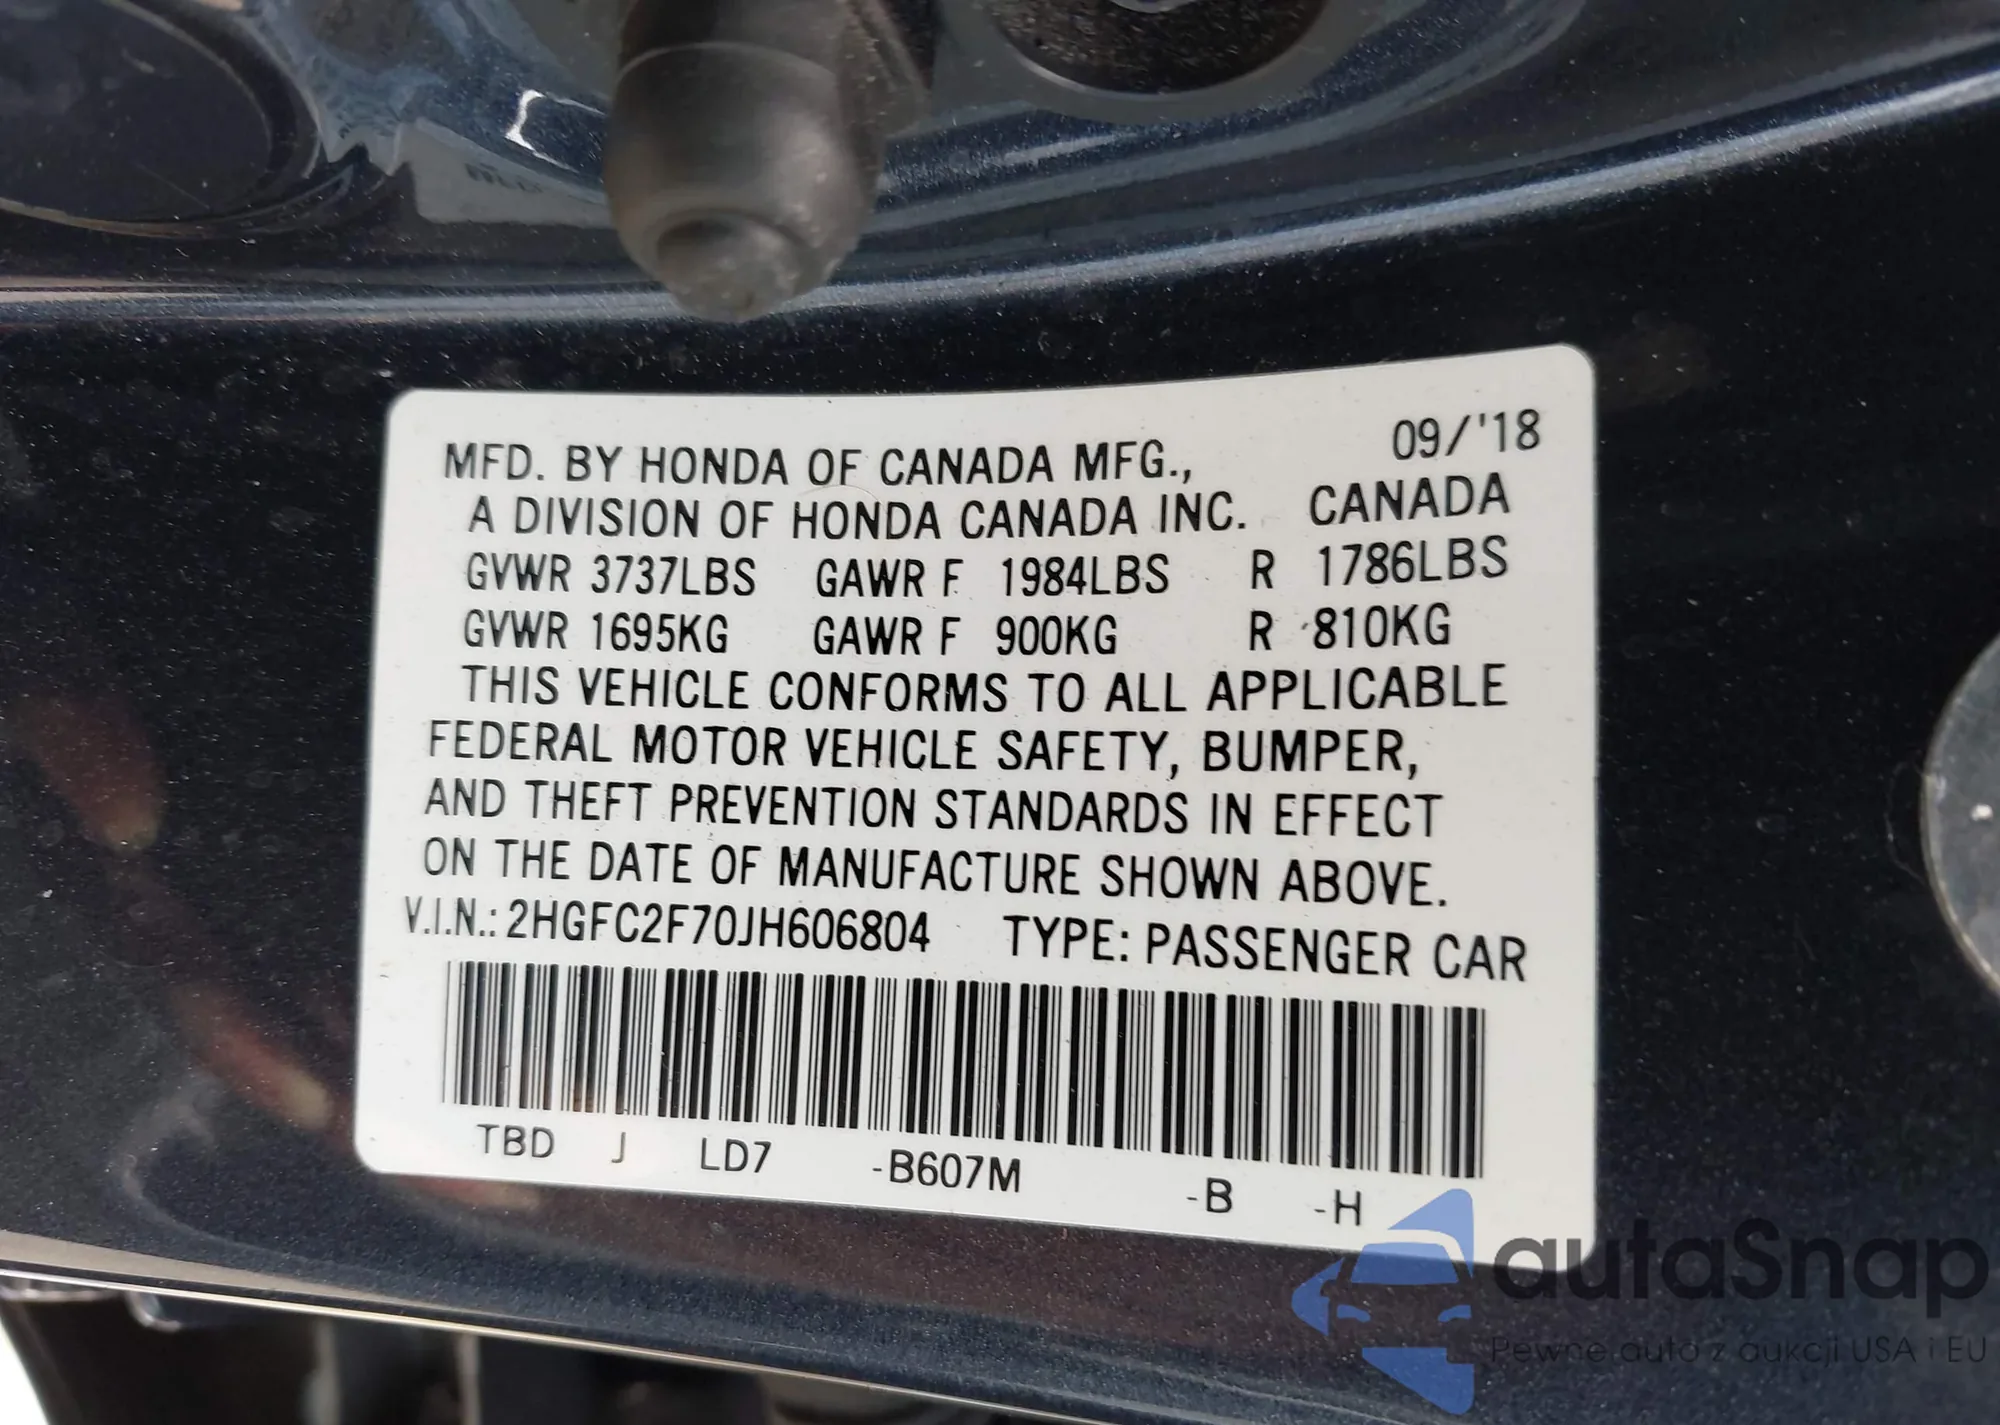 MFD. BY HONDA OF CANADA MFG., 09/'18
A DIVISION OF HONDA CANADA INC. CANADA
GVWR 3737LBS GAWR F 1984LBS R 1786LBS
GVWR 1695KG GAWR F 900KG R 810KG
THIS VEHICLE CONFORMS TO ALL APPLICABLE
FEDERAL MOTOR VEHICLE SAFETY, BUMPER,
AND THEFT PREVENTION STANDARDS IN EFFECT
ON THE DATE OF MANUFACTURE SHOWN ABOVE.
V.I.N.: 2HGFC2F70JH606804 TYPE: PASSENGER CAR
TBD J LD7 -B607M -B -H
autaSnap
Pewne auto z aukcji USA i EU